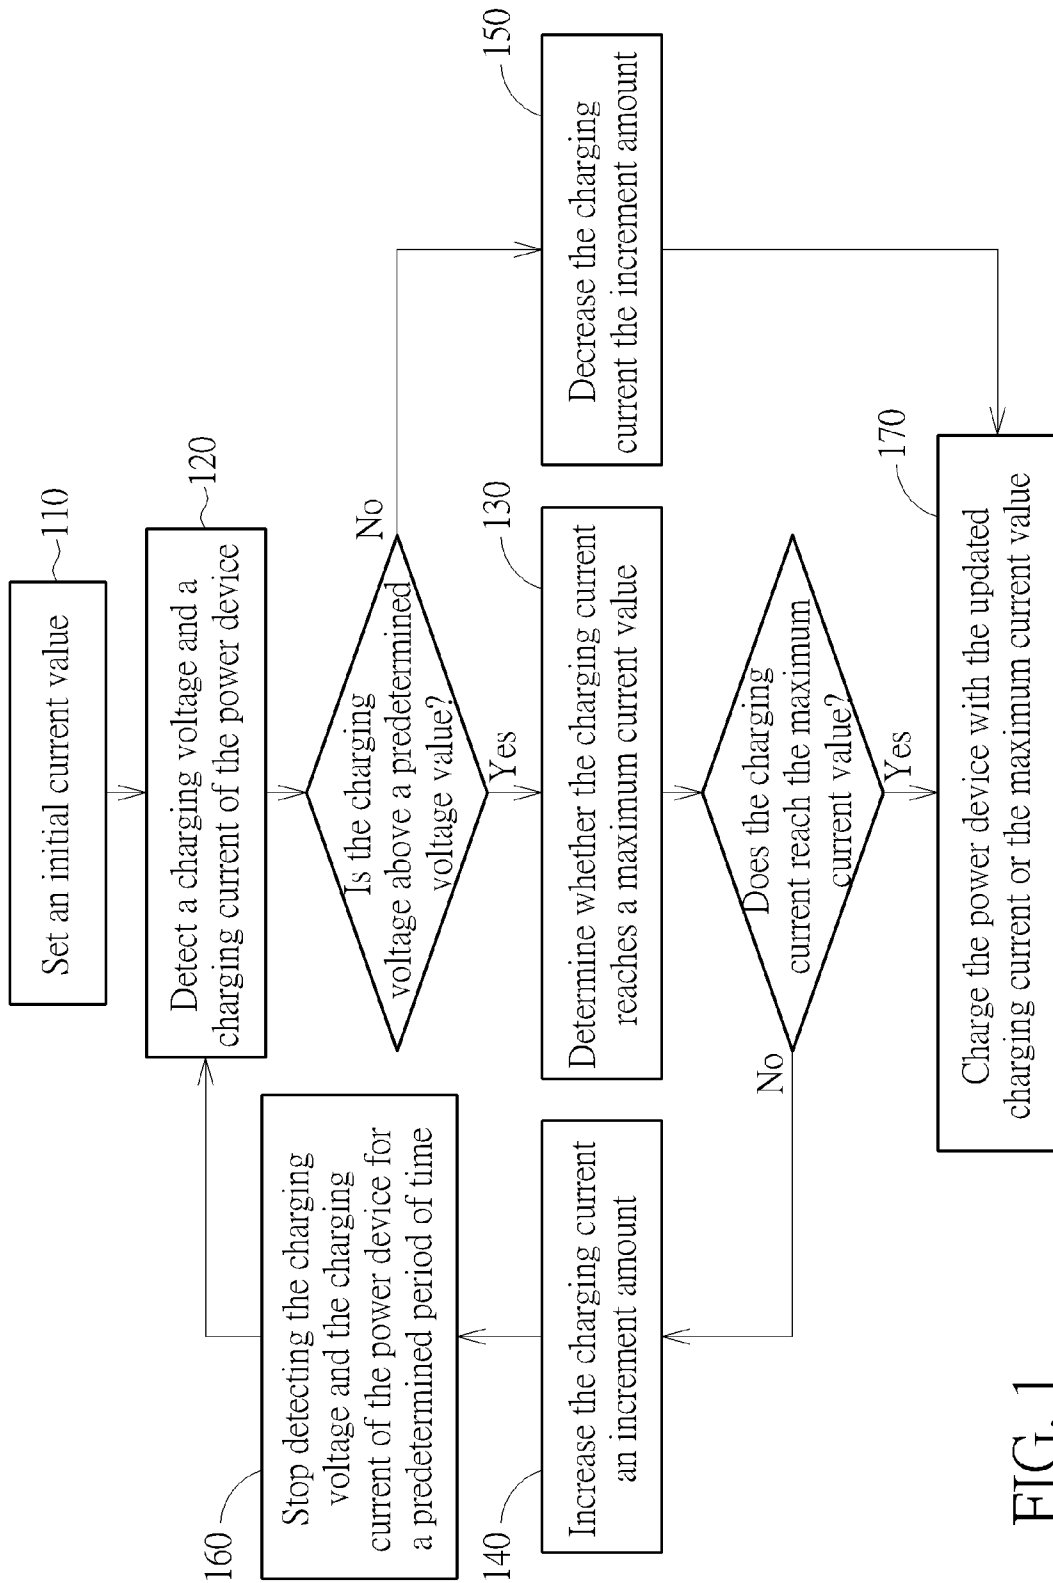 Set an initial current value
110
Detect a charging voltage and a
charging current of the power device
120
Is the charging
voltage above a predetermined
voltage value?
No
Yes
Stop detecting the charging
voltage and the charging
current of the power device for
a predetermined period of time
160
Determine whether the charging current
reaches a maximum current value
130
Decrease the charging
current the increment amount
150
Increase the charging current
an increment amount
140
Does the charging
current reach the maximum
current value?
No
Yes
Charge the power device with the updated
charging current or the maximum current value
170
FIG. 1